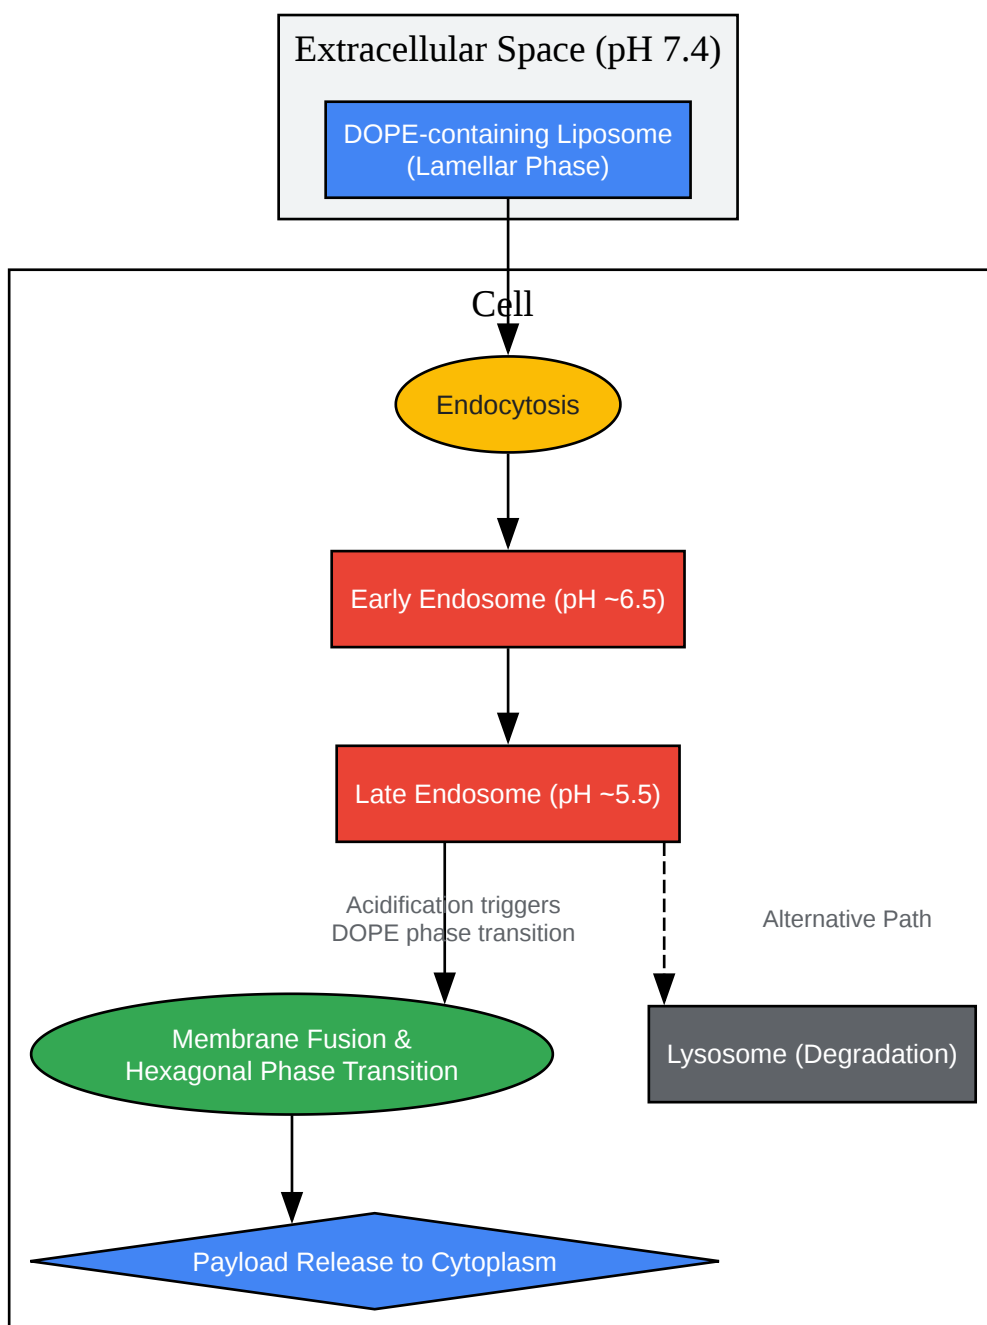 Extracellular Space (pH 7.4)
DOPE-containing Liposome
(Lamellar Phase)
Cell
Endocytosis
Early Endosome (pH ~6.5)
Late Endosome (pH ~5.5)
Acidification triggers
DOPE phase transition
Alternative Path
Membrane Fusion &
Hexagonal Phase Transition
Lysosome (Degradation)
Payload Release to Cytoplasm